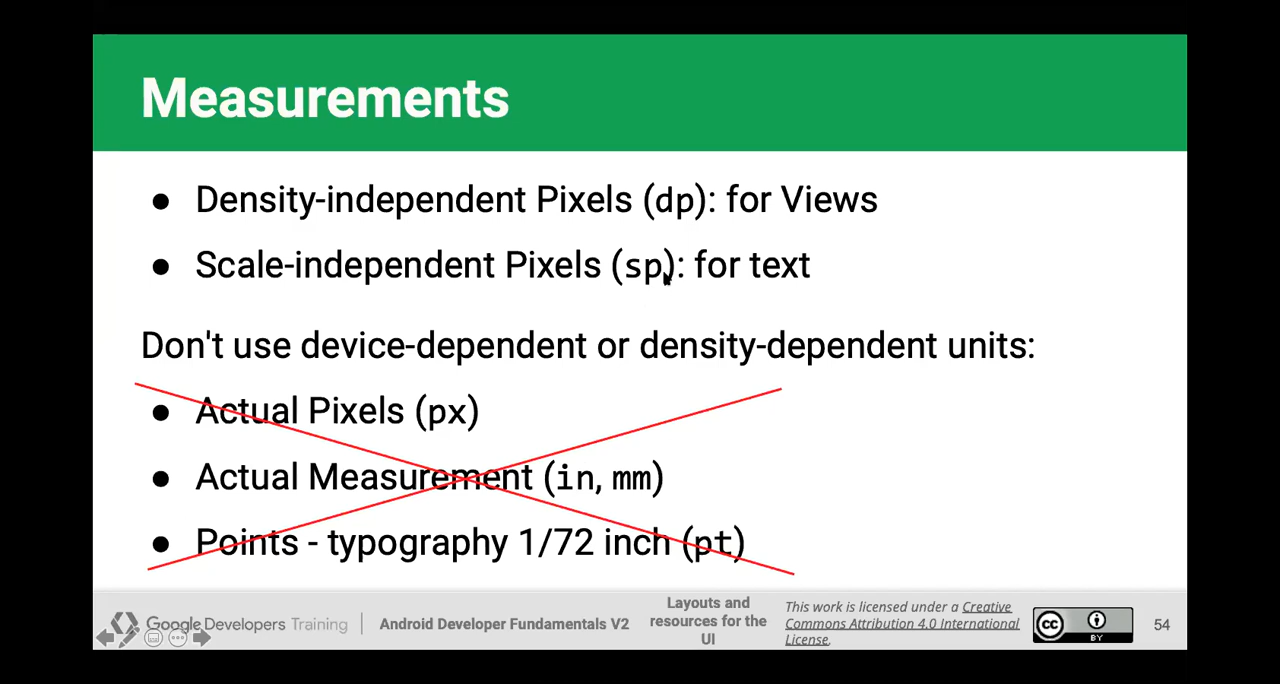 Measurements
● Density-independent Pixels (dp): for Views
● Scale-independent Pixels (sp): for text
Don't use device-dependent or density-dependent units:
● Actual Pixels (px)
● Actual Measurement (in, mm)
● Points - typography 1/72 inch (pt)
Google Developers Training
Android Developer Fundamentals V2
Layouts and
resources for the
UI
This work is licensed under a Creative
Commons Attribution 4.0 International
License.
cc
BY
54